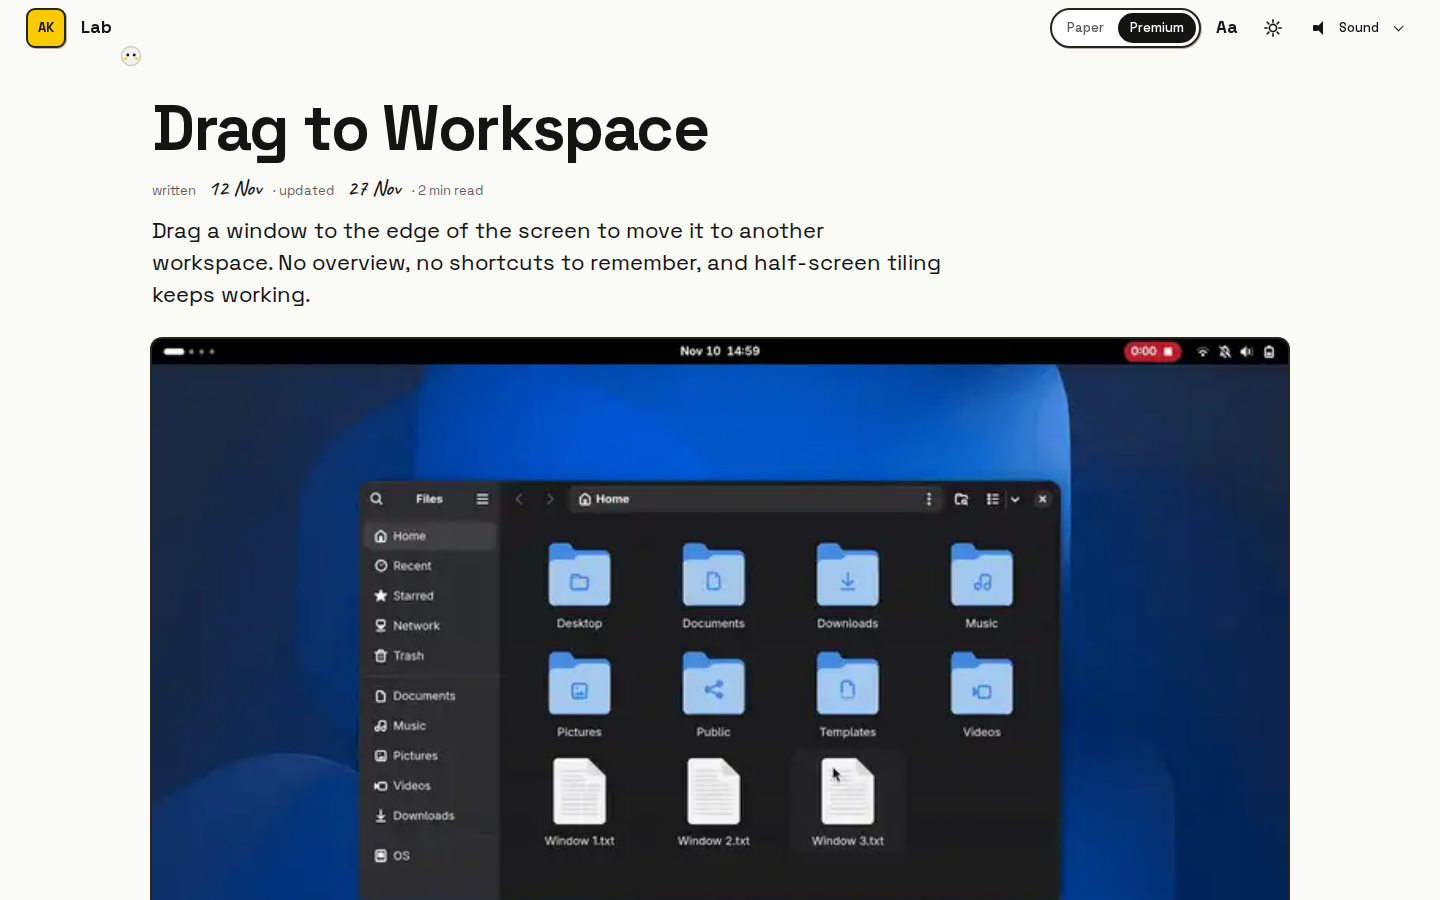 AK Lab
Paper Premium Aa Sound
Drag to Workspace
written 12 Nov · updated 27 Nov · 2 min read
Drag a window to the edge of the screen to move it to another
workspace. No overview, no shortcuts to remember, and half-screen tiling
keeps working.
Nov 10 14:59
0:00
Files
Home
Home
Recent
Starred
Network
Trash
Documents
Music
Pictures
Videos
Downloads
OS
Desktop Documents Downloads Music
Pictures Public Templates Videos
Window 1.txt Window 2.txt Window 3.txt